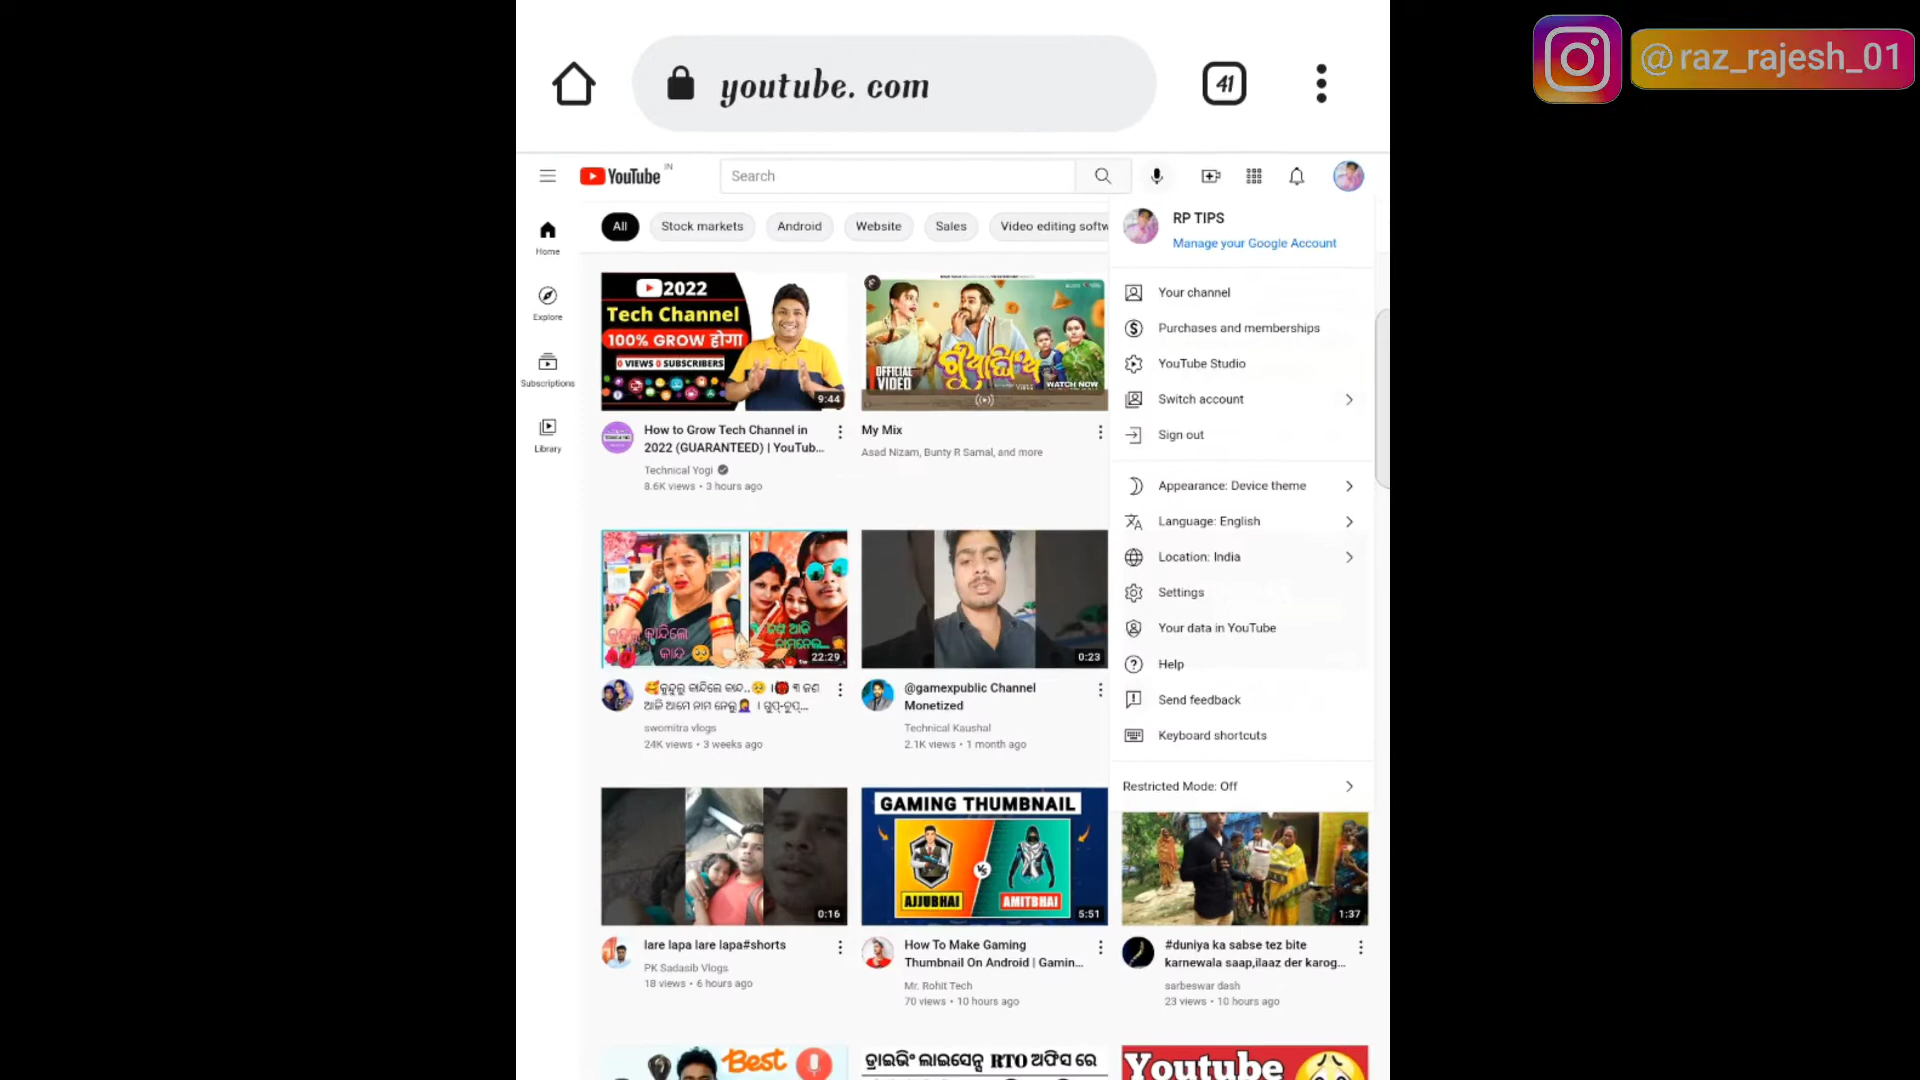 @raz_rajesh_01
youtube. com
41
YouTube IN
Search
All
Stock markets
Android
Website
Sales
Video editing softw
RP TIPS
Manage your Google Account
Home
Explore
Subscriptions
Library
Your channel
Purchases and memberships
YouTube Studio
Switch account
Sign out
Appearance: Device theme
Language: English
Location: India
Settings
Your data in YouTube
Help
Send feedback
Keyboard shortcuts
Restricted Mode: Off
2022
Tech Channel
100% GROW होगा
0 VIEWS 0 SUBSCRIBERS
9:44
How to Grow Tech Channel in
2022 (GUARANTEED) | YouTub...
Technical Yogi
8.6K views • 3 hours ago
OFFICIAL
VIDEO
WATCH NOW
My Mix
Asad Nizam, Bunty R Samal, and more
22:29
କୁନ୍ଦୁଲୁ କାନ୍ଦିଲେ କାନ୍ଦ..
swomitra vlogs
24K views • 3 weeks ago
0:23
@gamexpublic Channel
Monetized
Technical Kaushal
2.1K views • 1 month ago
0:16
lare lapa lare lapa#shorts
PK Sadasib Vlogs
18 views • 6 hours ago
GAMING THUMBNAIL
VS
AJJUBHAI
AMITBHAI
5:51
How To Make Gaming
Thumbnail On Android | Gamin...
Mr. Rohit Tech
70 views • 10 hours ago
1:37
#duniya ka sabse tez bite
karnewala saap,ilaaz der karog...
sarbeswar dash
23 views • 10 hours ago
Best
ଡ୍ରାଇଭିଂ ଲାଇସେନ୍ସ RTO ଅଫିସ ରେ
Youtube